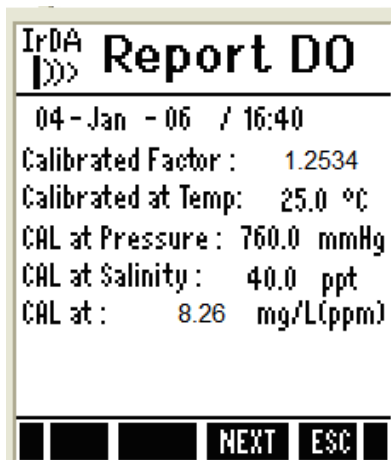 IrDA
Report DO
04-Jan - 06 / 16:40
Calibrated Factor : 1.2534
Calibrated at Temp: 25.0 °C
CAL at Pressure : 760.0 mmHg
CAL at Salinity : 40.0 ppt
CAL at : 8.26 mg/L(ppm)
NEXT ESC